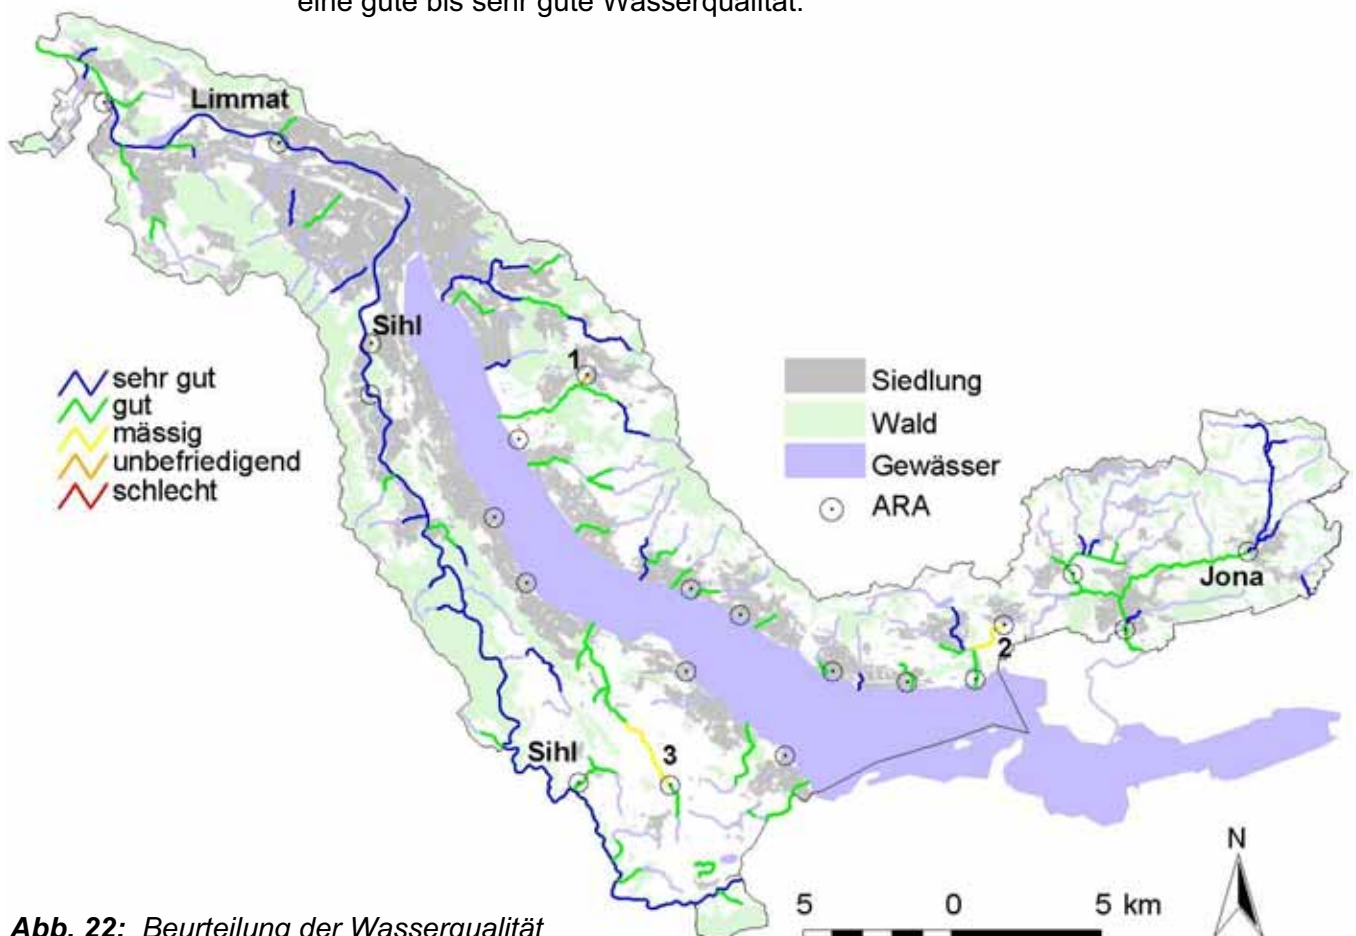 eine gute bis sehr gute Wasserqualität.
Limmat
Sihl
1
sehr gut
gut
mässig
unbefriedigend
schlecht
Siedlung
Wald
Gewässer
ARA
Jona
2
Sihl
3
N
5 0 5 km
Abb. 22: Beurteilung der Wasserqualität